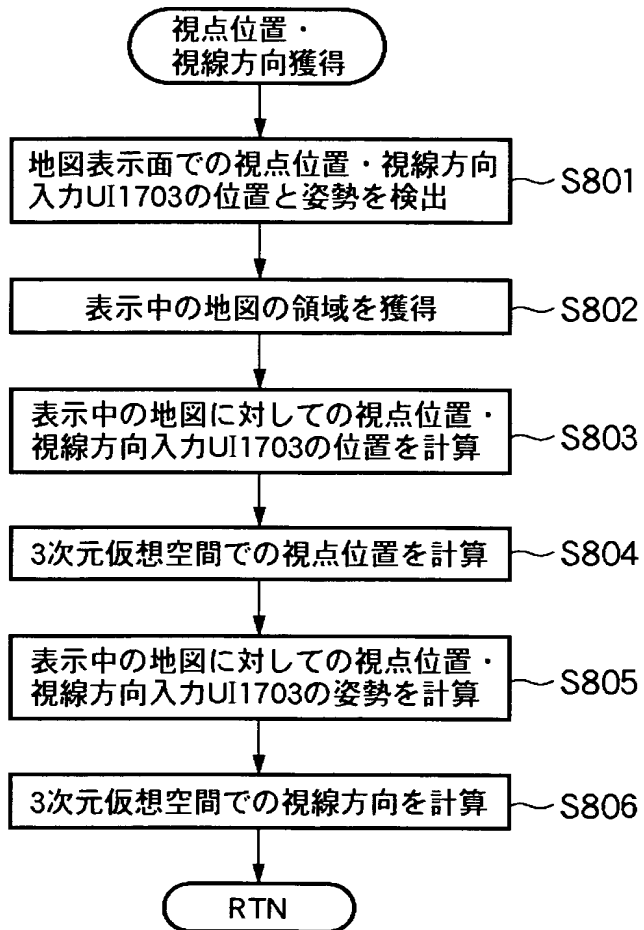 視点位置・
視線方向獲得
地図表示面での視点位置・視線方向
入力UI1703の位置と姿勢を検出
S801
表示中の地図の領域を獲得
S802
表示中の地図に対しての視点位置・
視線方向入力UI1703の位置を計算
S803
3次元仮想空間での視点位置を計算
S804
表示中の地図に対しての視点位置・
視線方向入力UI1703の姿勢を計算
S805
3次元仮想空間での視線方向を計算
S806
RTN